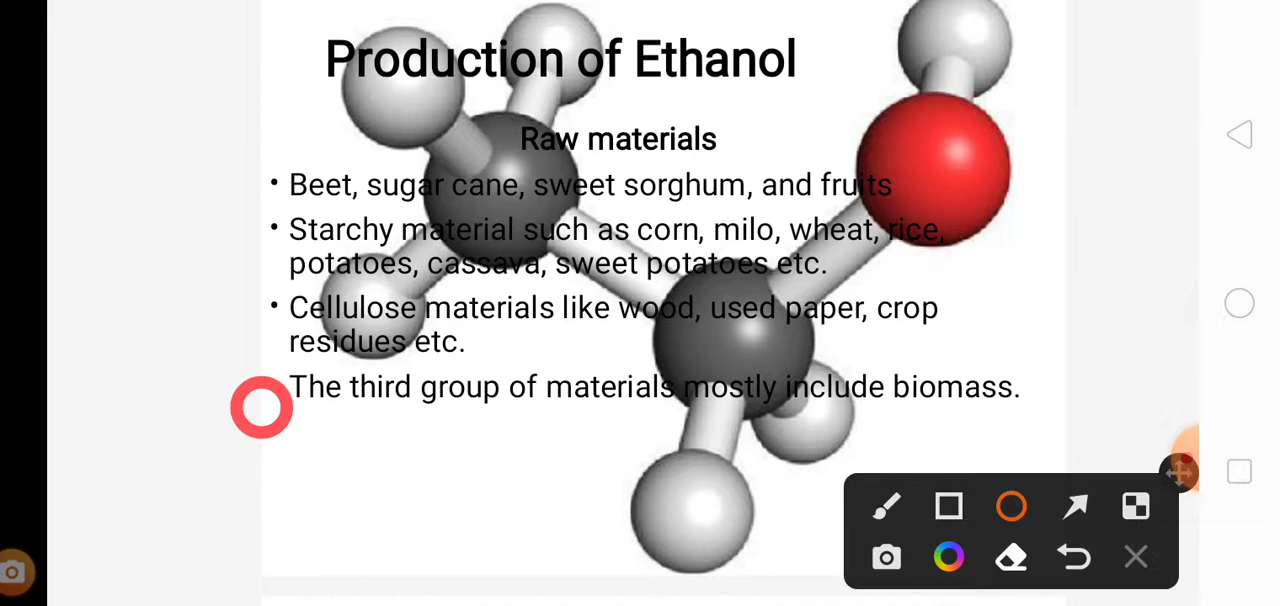 Production of Ethanol
Raw materials
• Beet, sugar cane, sweet sorghum, and fruits
• Starchy material such as corn, milo, wheat, rice,
potatoes, cassava, sweet potatoes etc.
• Cellulose materials like wood, used paper, crop
residues etc.
The third group of materials mostly include biomass.